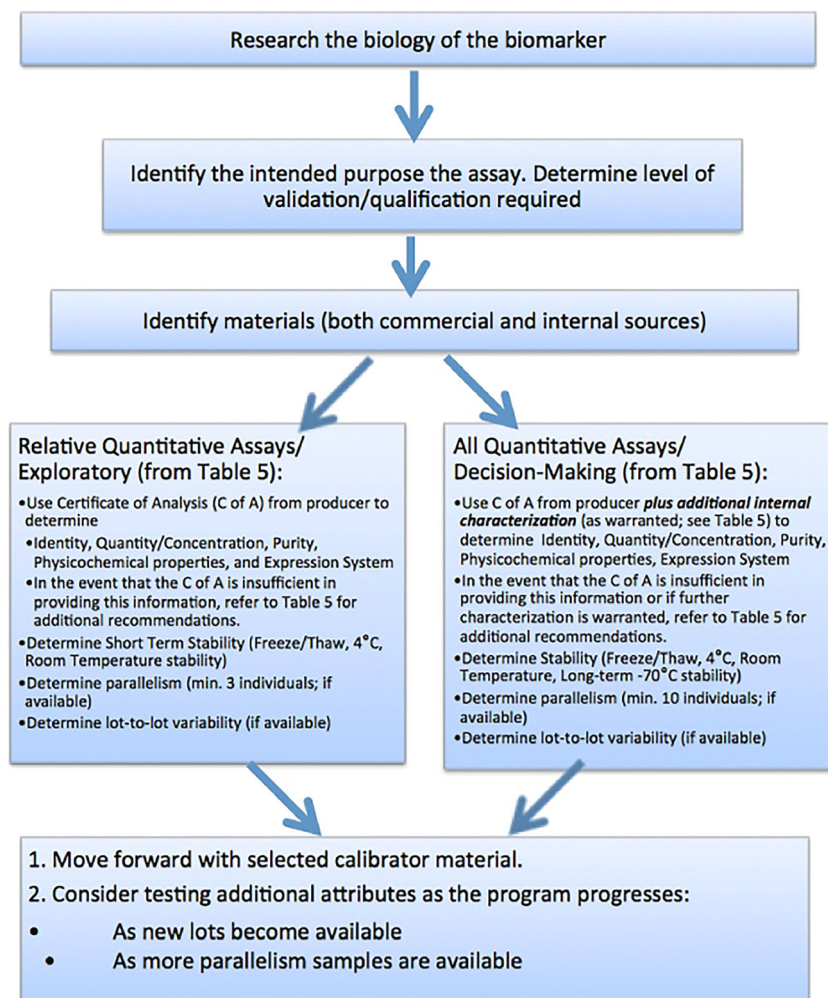 Research the biology of the biomarker
Identify the intended purpose the assay. Determine level of
validation/qualification required
Identify materials (both commercial and internal sources)
Relative Quantitative Assays/
Exploratory (from Table 5):
•Use Certificate of Analysis (C of A) from producer to
determine
•Identity, Quantity/Concentration, Purity,
Physicochemical properties, and Expression System
•In the event that the C of A is insufficient in
providing this information, refer to Table 5 for
additional recommendations.
•Determine Short Term Stability (Freeze/Thaw, 4°C,
Room Temperature stability)
•Determine parallelism (min. 3 individuals; if
available)
•Determine lot-to-lot variability (if available)
All Quantitative Assays/
Decision-Making (from Table 5):
•Use C of A from producer plus additional internal
characterization (as warranted; see Table 5) to
determine Identity, Quantity/Concentration, Purity,
Physicochemical properties, Expression System
•In the event that the C of A is insufficient in
providing this information or if further
characterization is warranted, refer to Table 5 for
additional recommendations.
•Determine Stability (Freeze/Thaw, 4°C, Room
Temperature, Long-term -70°C stability)
•Determine parallelism (min. 10 individuals; if
available)
•Determine lot-to-lot variability (if available)
1. Move forward with selected calibrator material.
2. Consider testing additional attributes as the program progresses:
• As new lots become available
• As more parallelism samples are available